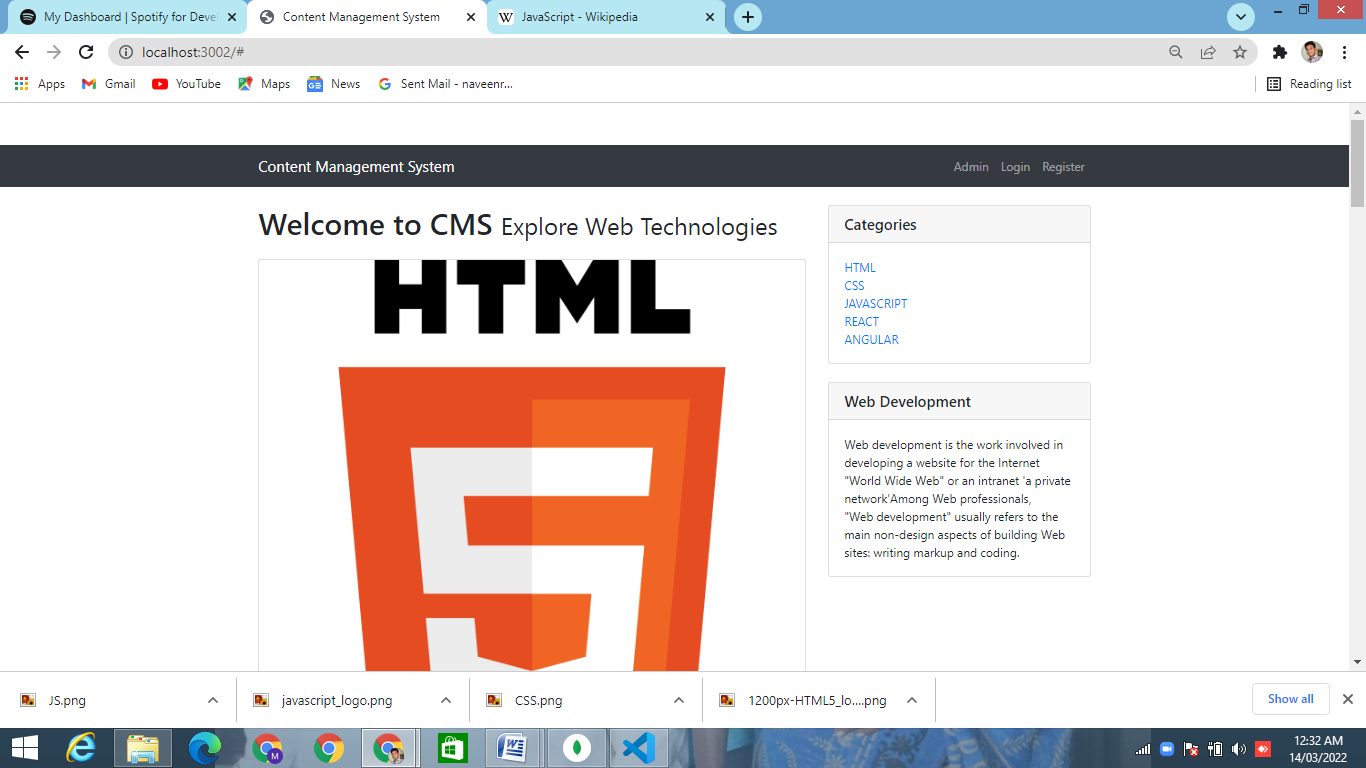 My Dashboard | Spotify for Devel
Content Management System
JavaScript - Wikipedia
localhost:3002/#
Apps
Gmail
YouTube
Maps
News
Sent Mail - naveenr...
Reading list
Content Management System
Admin
Login
Register
Welcome to CMS Explore Web Technologies
HTML
Categories
HTML
CSS
JAVASCRIPT
REACT
ANGULAR
Web Development
Web development is the work involved in
developing a website for the Internet
"World Wide Web" or an intranet 'a private
network'Among Web professionals,
"Web development" usually refers to the
main non-design aspects of building Web
sites: writing markup and coding.
JS.png
javascript_logo.png
CSS.png
1200px-HTML5_lo....png
Show all
12:32 AM
14/03/2022